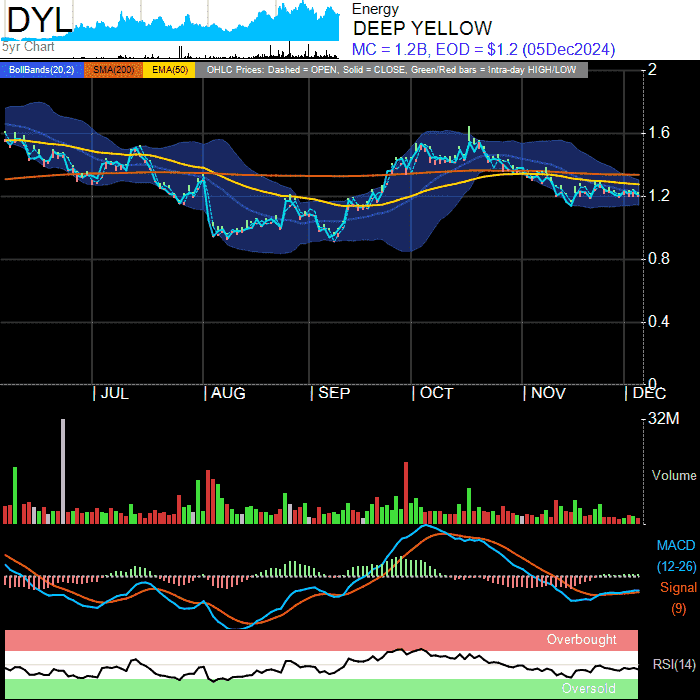 DYL
5yr Chart
Energy
DEEP YELLOW
MC = 1.2B, EOD = $1.2 (05Dec2024)
BollBands(20,2) SMA(200) EMA(50) OHLC Prices: Dashed = OPEN, Solid = CLOSE, Green/Red bars = Intra-day HIGH/LOW
2
1.6
1.2
0.8
0.4
0
JUL AUG SEP OCT NOV DEC
32M
Volume
MACD
(12-26)
Signal
(9)
Overbought
RSI(14)
Oversold